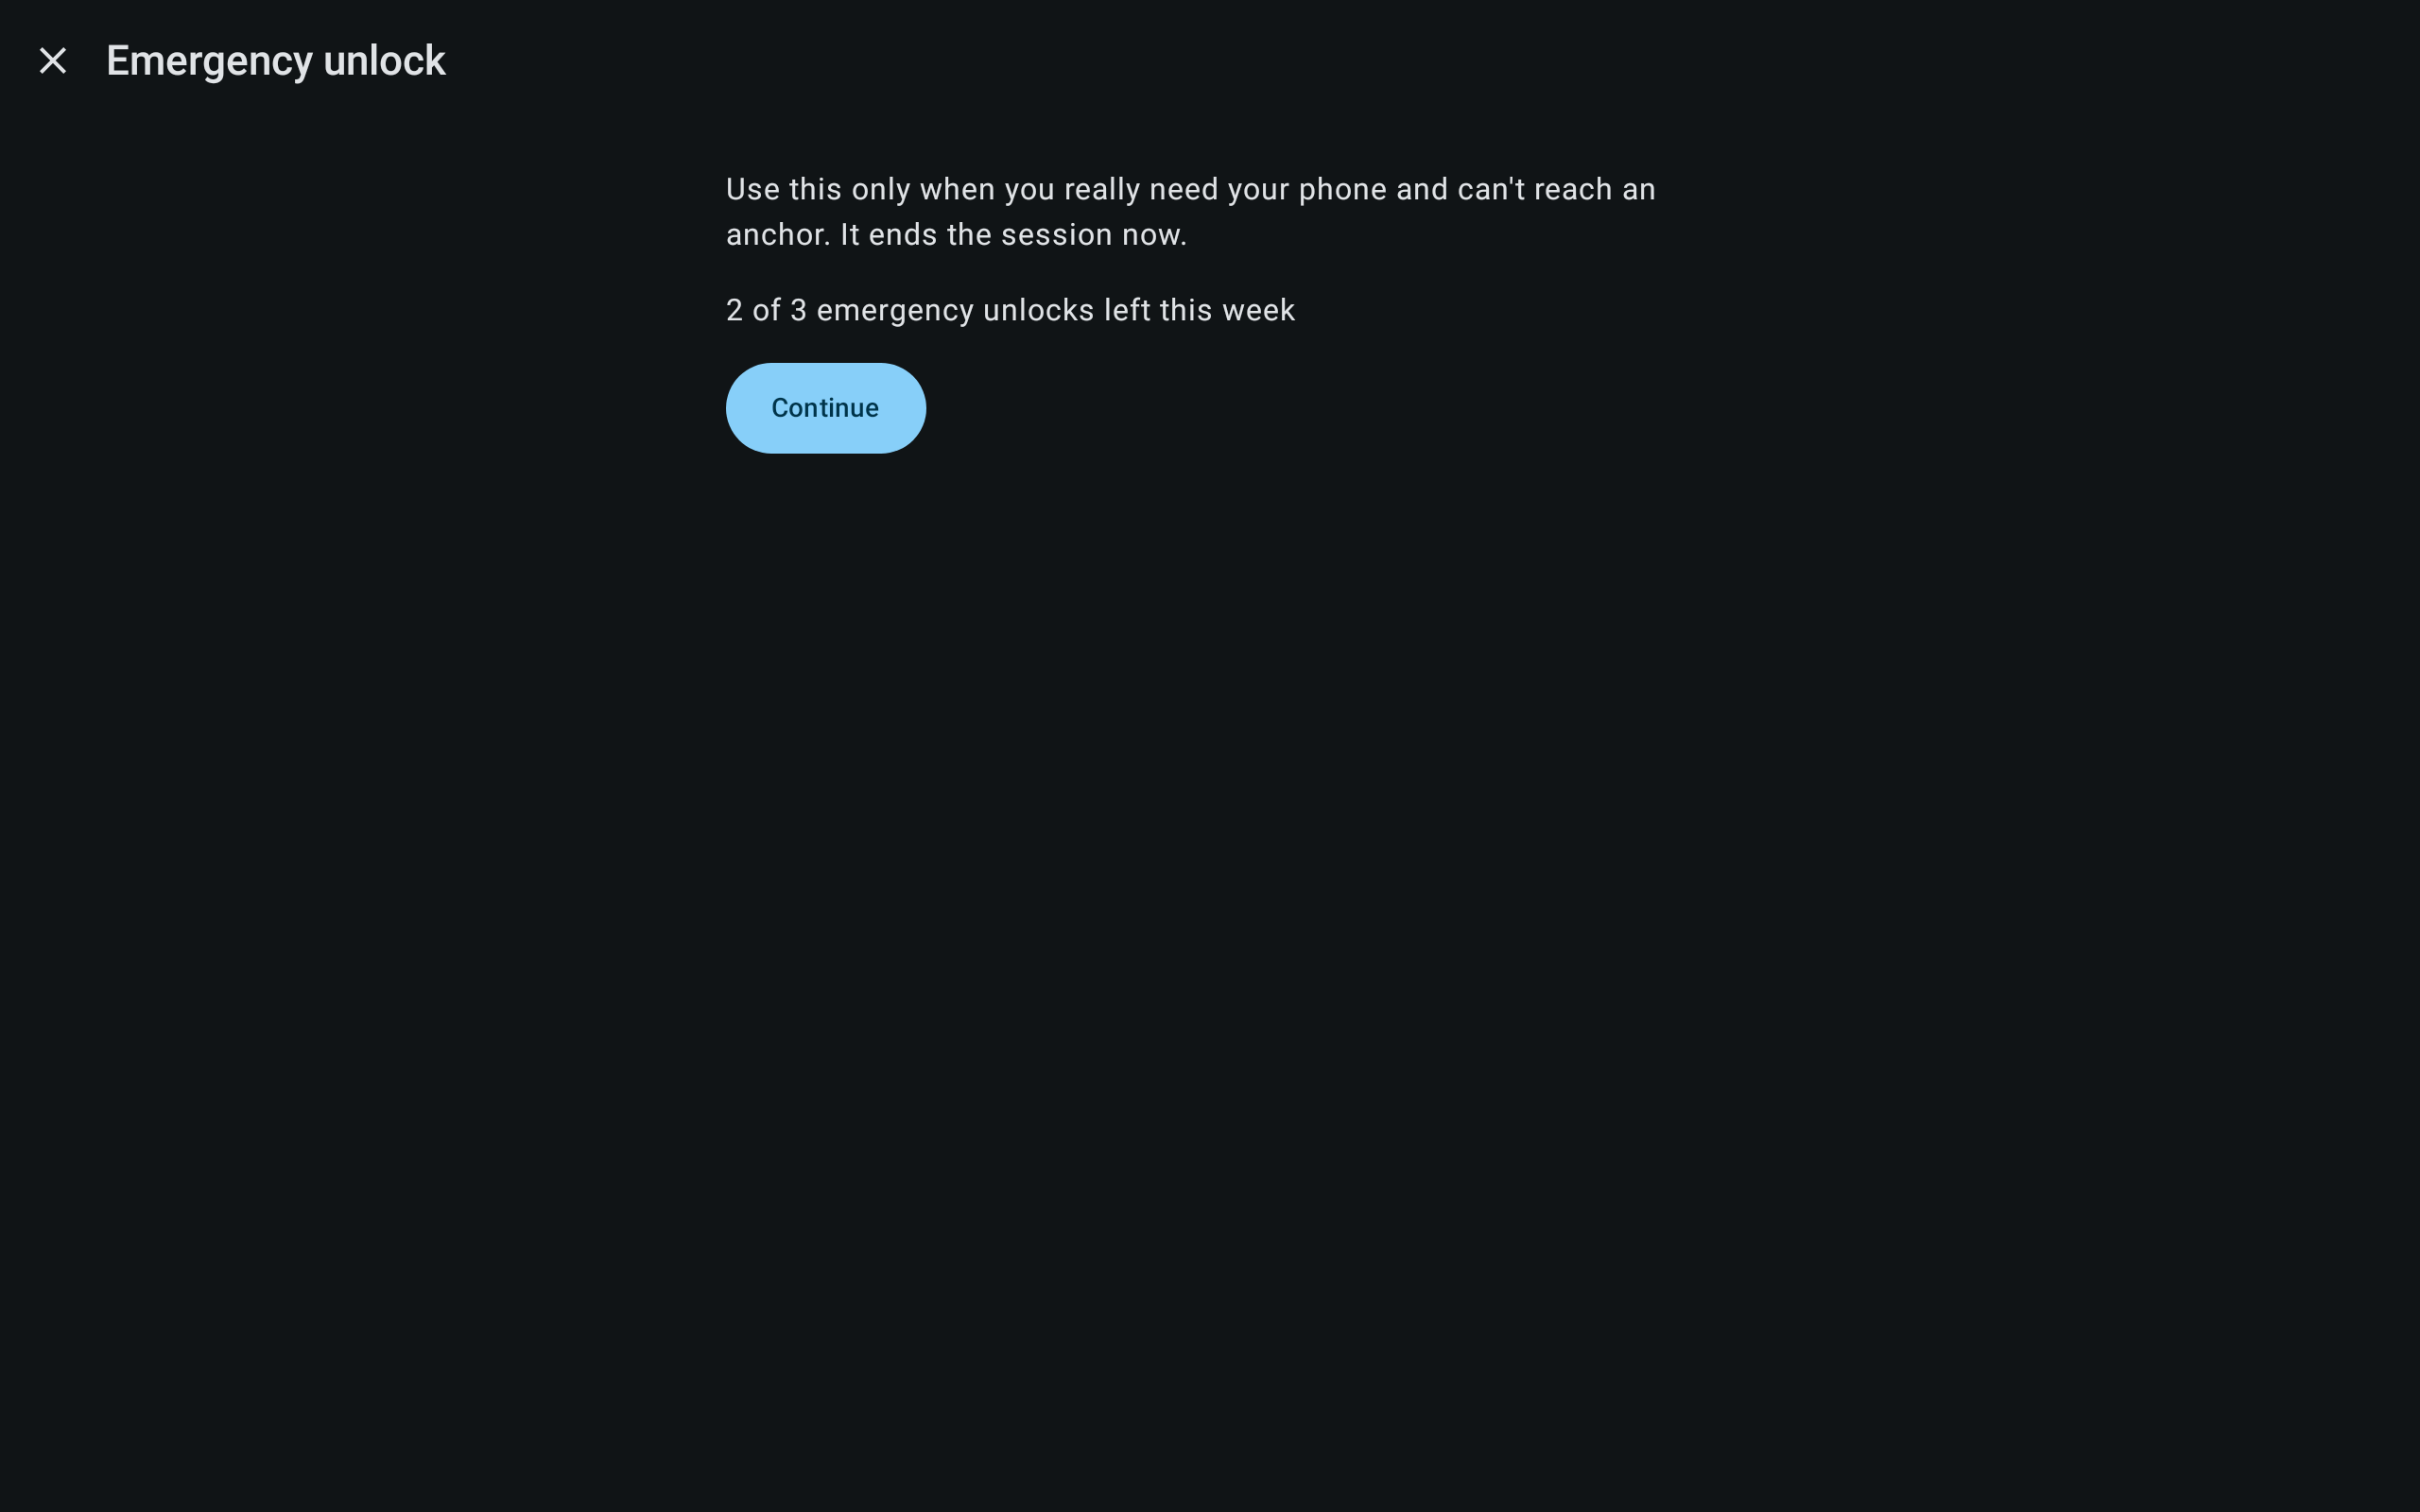 Emergency unlock
Use this only when you really need your phone and can't reach an
anchor. It ends the session now.
2 of 3 emergency unlocks left this week
Continue